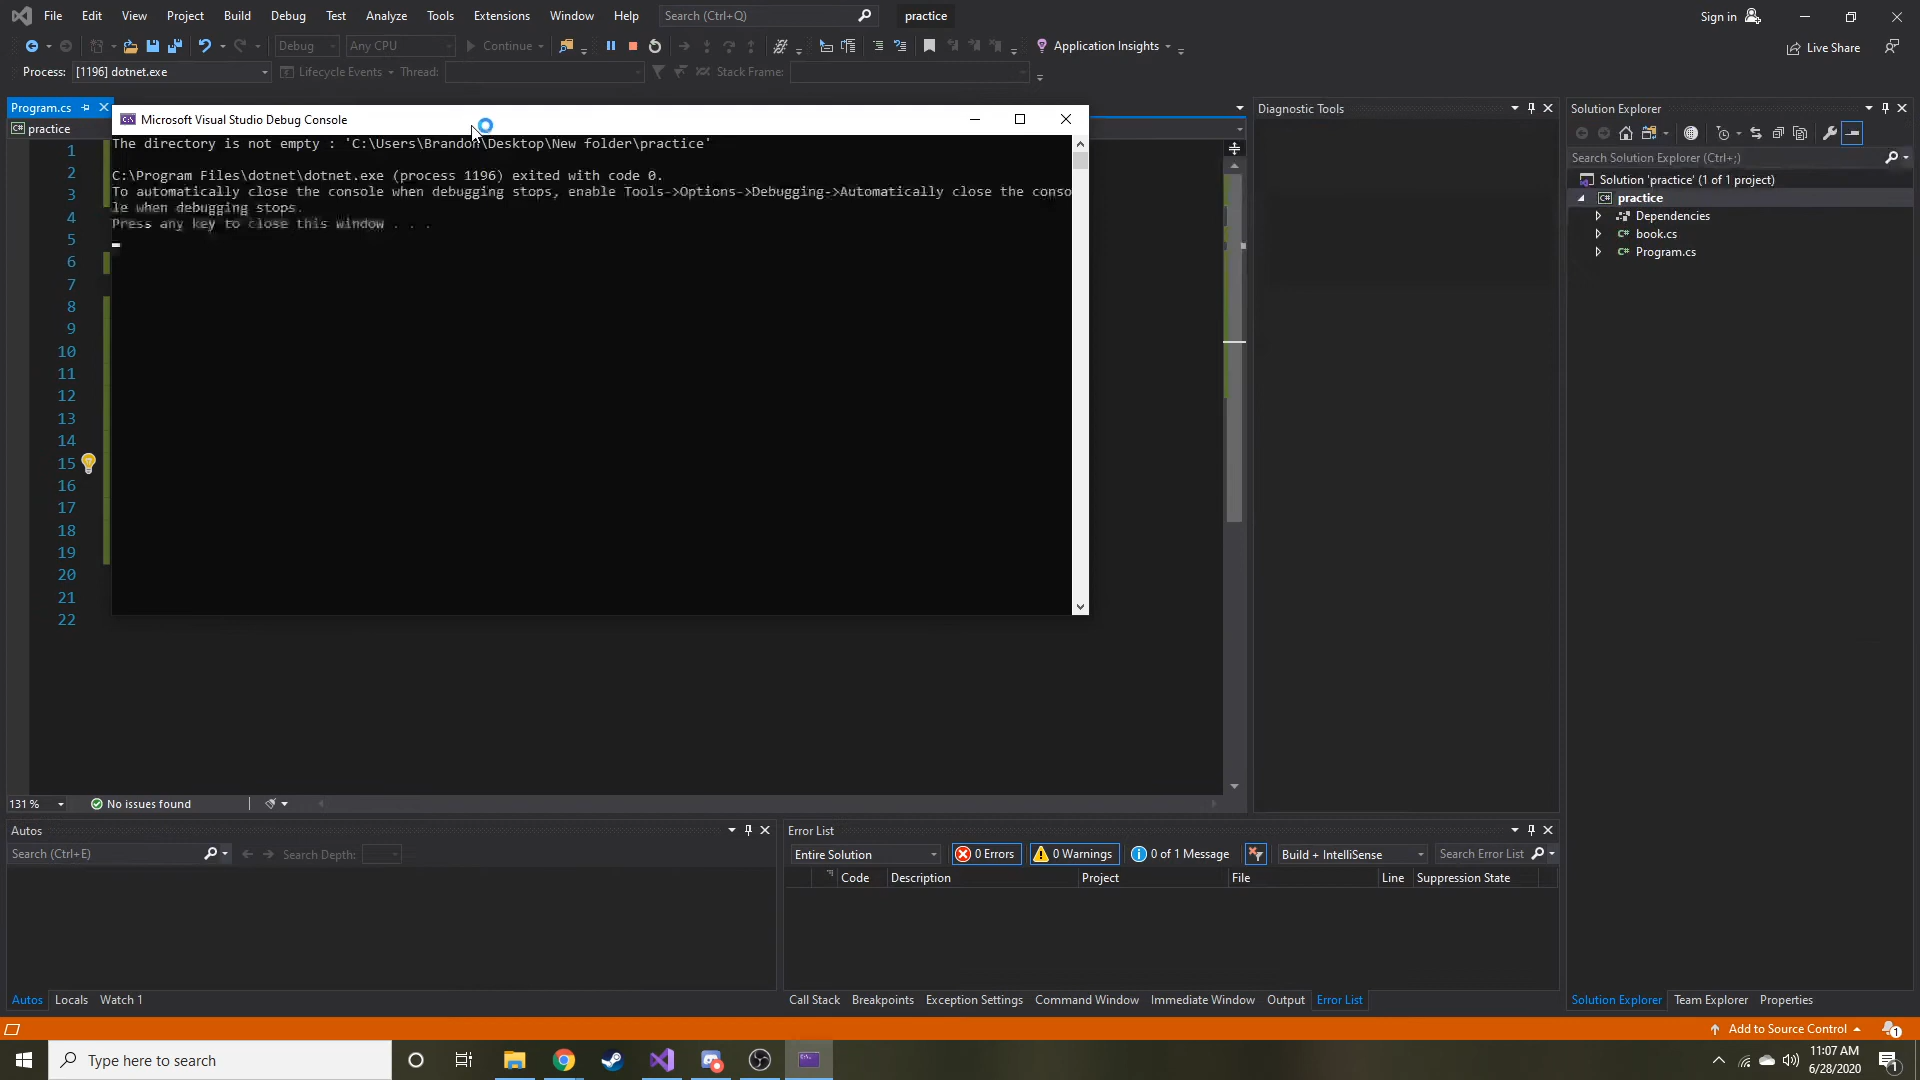 File Edit View Project Build Debug Test Analyze Tools Extensions Window Help Search (Ctrl+Q) practice Sign in
Debug Any CPU Continue Application Insights Live Share
Process: [1196] dotnet.exe Lifecycle Events Thread: Stack Frame:
Program.cs
practice
Microsoft Visual Studio Debug Console
The directory is not empty : 'C:\Users\Brandon\Desktop\New folder\practice'
C:\Program Files\dotnet\dotnet.exe (process 1196) exited with code 0.
To automatically close the console when debugging stops, enable Tools->Options->Debugging->Automatically close the conso
le when debugging stops.
Press any key to close this window . . .
1
2
3
4
5
6
7
8
9
10
11
12
13
14
15
16
17
18
19
20
21
22
131 % No issues found
Diagnostic Tools
Solution Explorer
Search Solution Explorer (Ctrl+;)
Solution 'practice' (1 of 1 project)
practice
Dependencies
C# book.cs
C# Program.cs
Autos
Search (Ctrl+E) Search Depth:
Autos Locals Watch 1
Error List
Entire Solution 0 Errors 0 Warnings 0 of 1 Message Build + IntelliSense Search Error List
Code Description Project File Line Suppression State
Call Stack Breakpoints Exception Settings Command Window Immediate Window Output Error List
Solution Explorer Team Explorer Properties
Add to Source Control 1
Type here to search
11:07 AM
6/28/2020
1